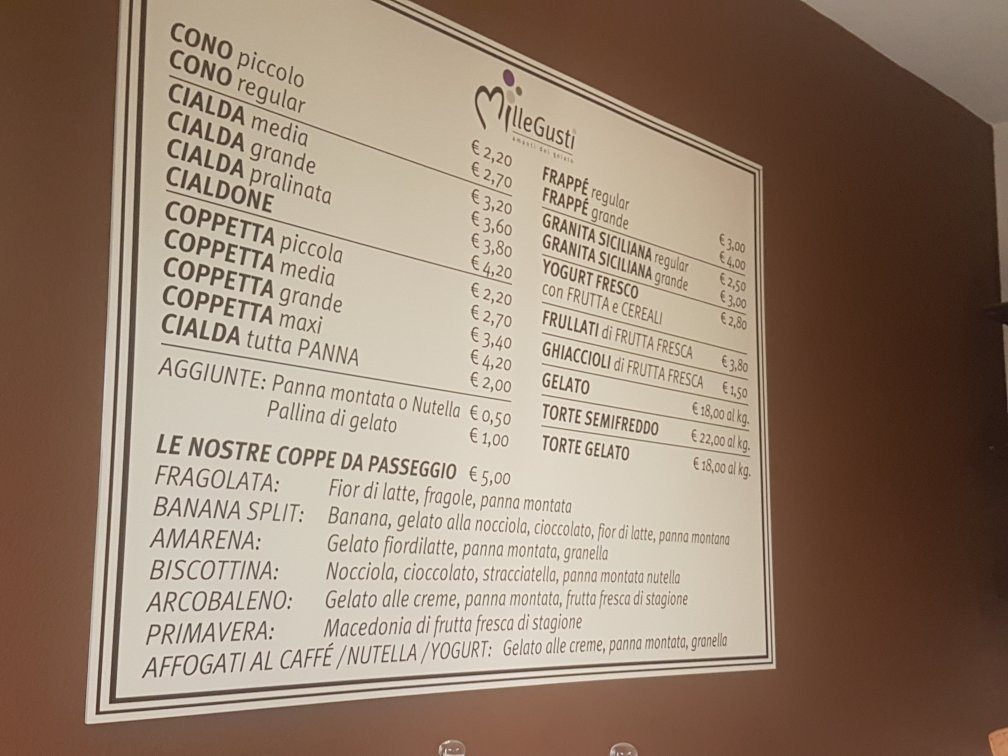 MilleGusti
amanti del gelato
CONO piccolo € 2,20
CONO regular € 2,70
CIALDA media € 3,20
CIALDA grande € 3,60
CIALDA pralinata € 3,80
CIALDONE € 4,20
COPPETTA piccola € 2,20
COPPETTA media € 2,70
COPPETTA grande € 3,40
COPPETTA maxi € 4,20
CIALDA tutta PANNA € 2,00
AGGIUNTE: Panna montata o Nutella € 0,50
Pallina di gelato € 1,00
FRAPPÉ regular € 3,00
FRAPPÉ grande € 4,00
GRANITA SICILIANA regular € 2,50
GRANITA SICILIANA grande € 3,00
YOGURT FRESCO € 2,80
con FRUTTA e CEREALI
FRULLATI di FRUTTA FRESCA € 3,80
GHIACCIOLI di FRUTTA FRESCA € 1,50
GELATO € 18,00 al kg.
TORTE SEMIFREDDO € 22,00 al kg.
TORTE GELATO € 18,00 al kg.
LE NOSTRE COPPE DA PASSEGGIO € 5,00
FRAGOLATA: Fior di latte, fragole, panna montata
BANANA SPLIT: Banana, gelato alla nocciola, cioccolato, fior di latte, panna montana
AMARENA: Gelato fiordilatte, panna montata, granella
BISCOTTINA: Nocciola, cioccolato, stracciatella, panna montata nutella
ARCOBALENO: Gelato alle creme, panna montata, frutta fresca di stagione
PRIMAVERA: Macedonia di frutta fresca di stagione
AFFOGATI AL CAFFÉ /NUTELLA /YOGURT: Gelato alle creme, panna montata, granella